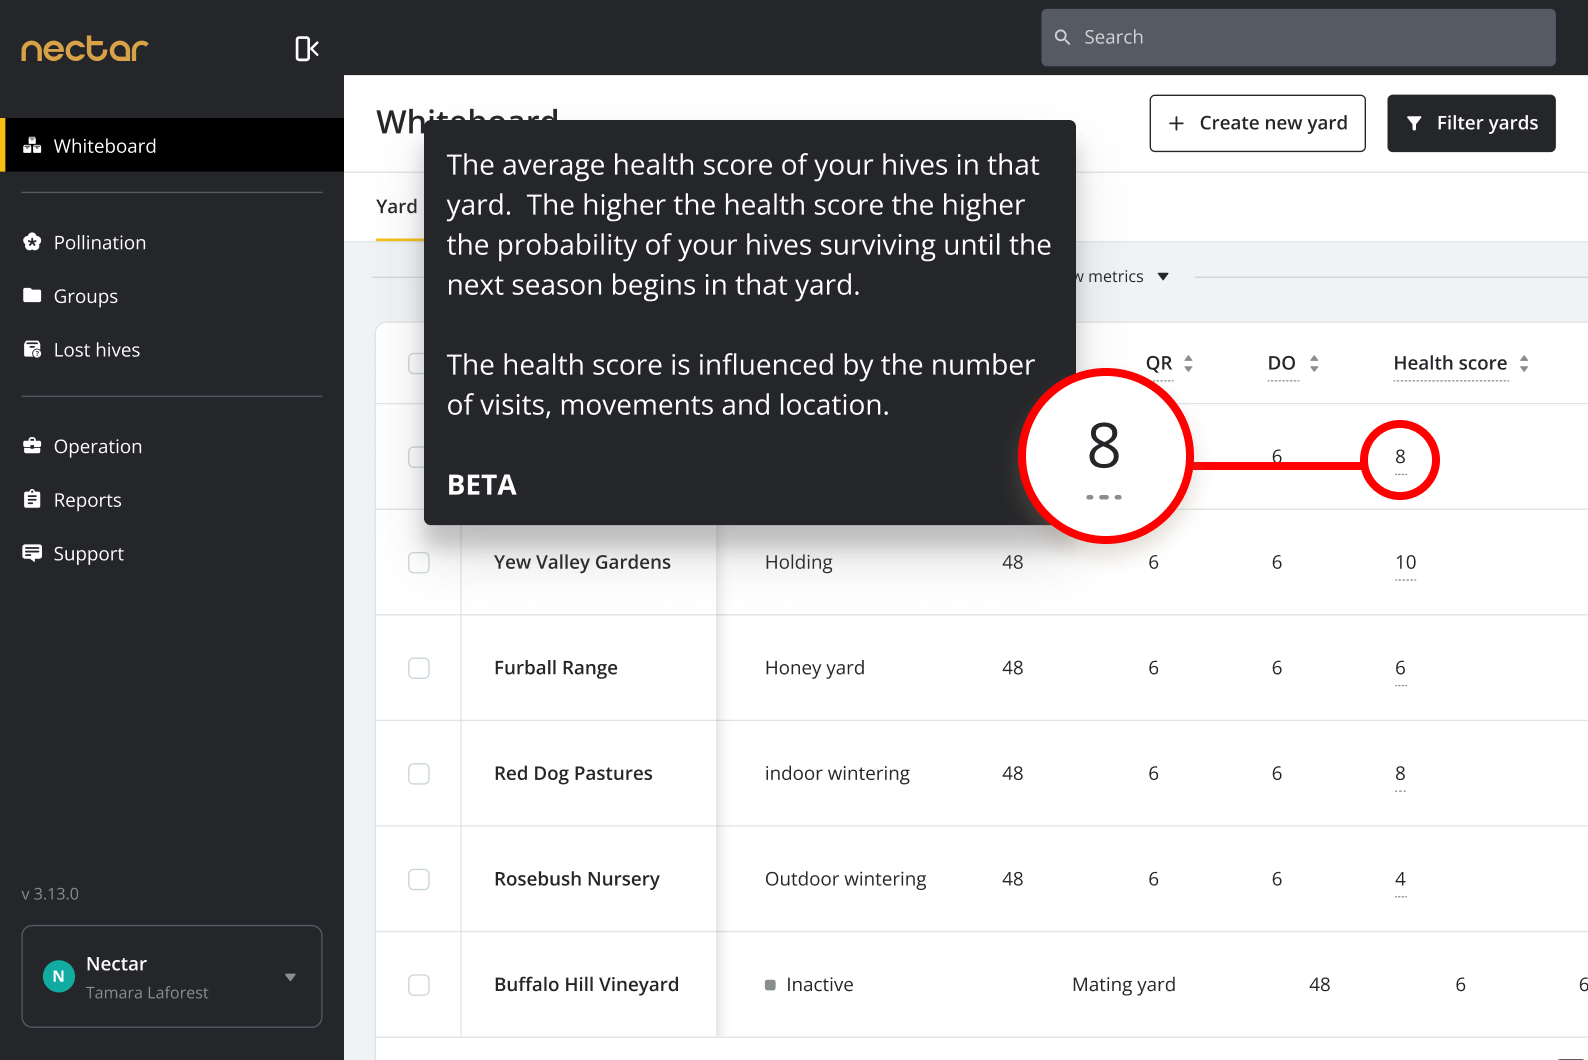 nectar
Search
Whiteboard
Whiteboard
+ Create new yard
Filter yards
The average health score of your hives in that
yard. The higher the health score the higher
the probability of your hives surviving until the
next season begins in that yard.
The health score is influenced by the number
of visits, movements and location.
BETA
Yard
Pollination
Groups
Lost hives
Operation
Reports
Support
metrics
QR
DO
Health score
8
6
8
Yew Valley Gardens Holding 48 6 6 10
Furball Range Honey yard 48 6 6 6
Red Dog Pastures indoor wintering 48 6 6 8
Rosebush Nursery Outdoor wintering 48 6 6 4
Buffalo Hill Vineyard Inactive Mating yard 48 6 6
v 3.13.0
N
Nectar
Tamara Laforest